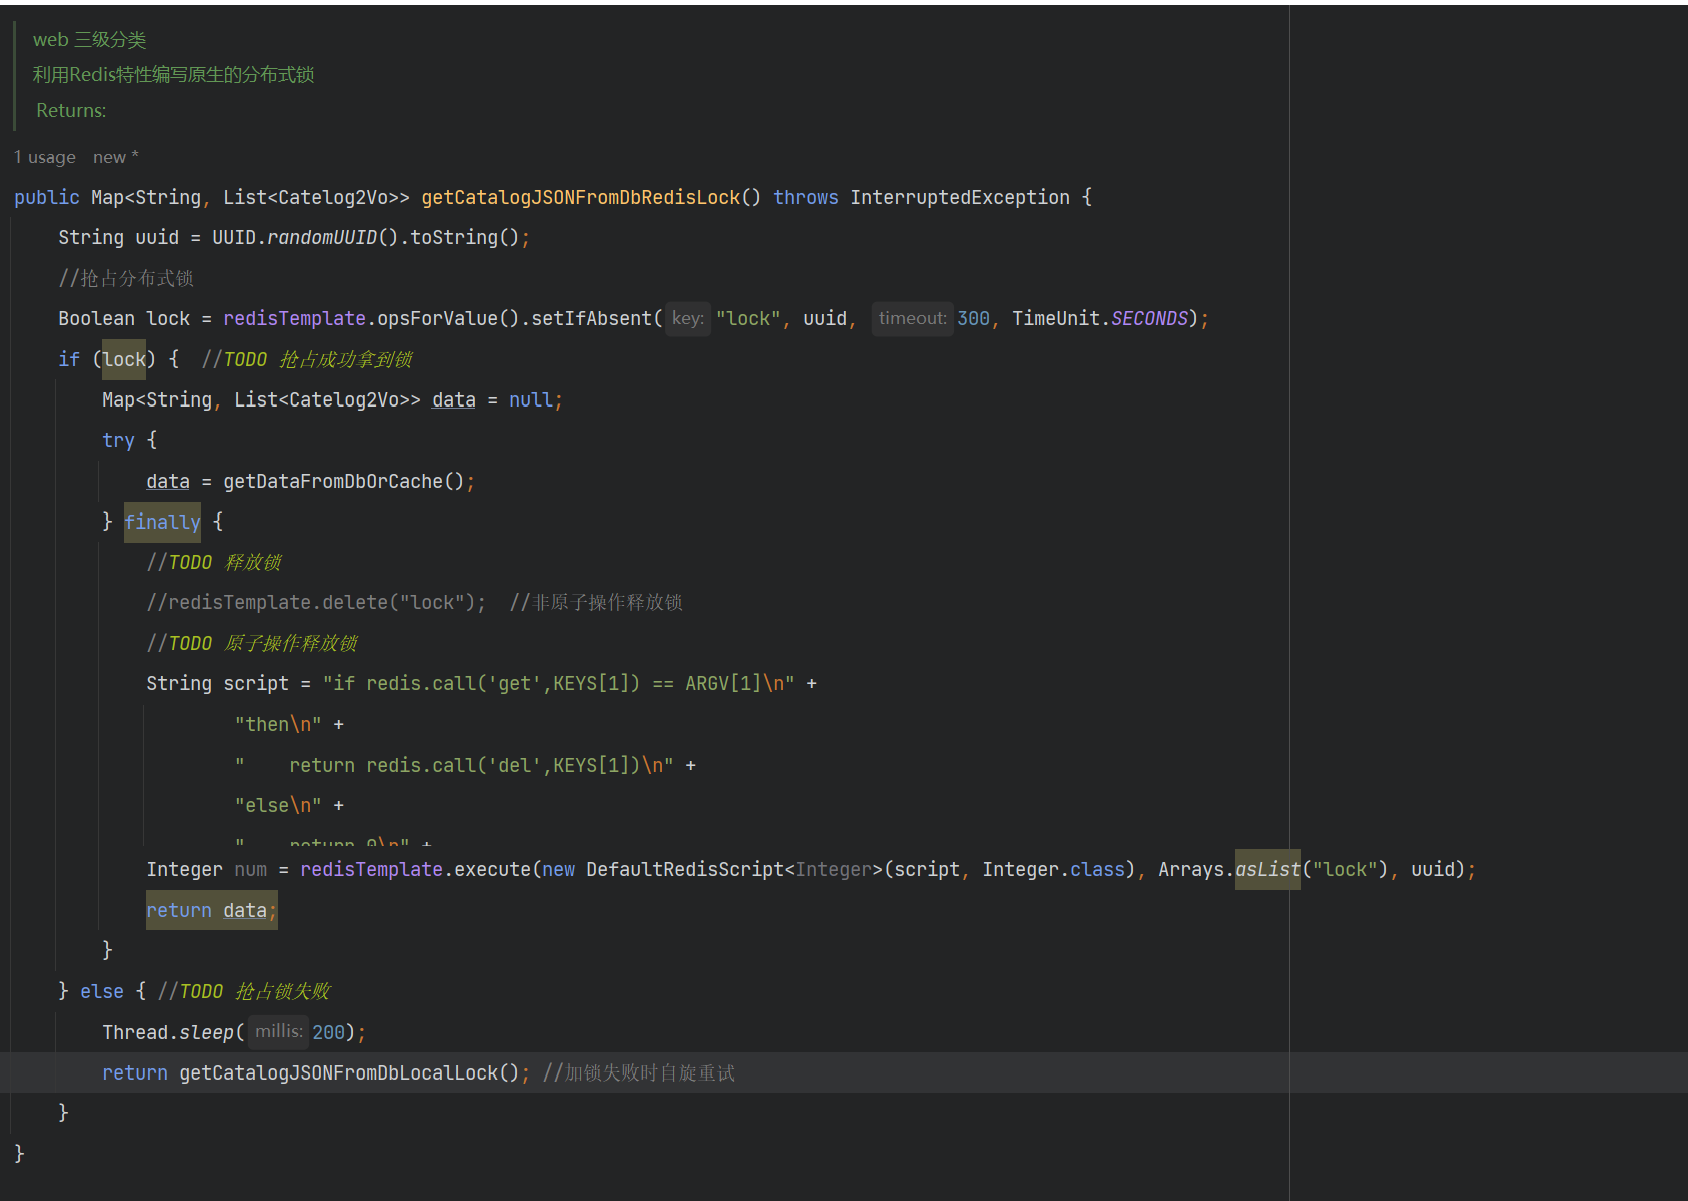 web 三级分类
利用Redis特性编写原生的分布式锁
Returns:
1 usage new *
public Map<String, List<Catelog2Vo>> getCatalogJSONFromDbRedisLock() throws InterruptedException {
String uuid = UUID.randomUUID().toString();
//抢占分布式锁
Boolean lock = redisTemplate.opsForValue().setIfAbsent( key: "lock", uuid, timeout: 300, TimeUnit.SECONDS);
if (lock) { //TODO 抢占成功拿到锁
Map<String, List<Catelog2Vo>> data = null;
try {
data = getDataFromDbOrCache();
} finally {
//TODO 释放锁
//redisTemplate.delete("lock"); //非原子操作释放锁
//TODO 原子操作释放锁
String script = "if redis.call('get',KEYS[1]) == ARGV[1]\n" +
"then\n" +
" return redis.call('del',KEYS[1])\n" +
"else\n" +
" return 0\n" +
Integer num = redisTemplate.execute(new DefaultRedisScript<Integer>(script, Integer.class), Arrays.asList("lock"), uuid);
return data;
}
} else { //TODO 抢占锁失败
Thread.sleep( millis: 200);
return getCatalogJSONFromDbLocalLock(); //加锁失败时自旋重试
}
}